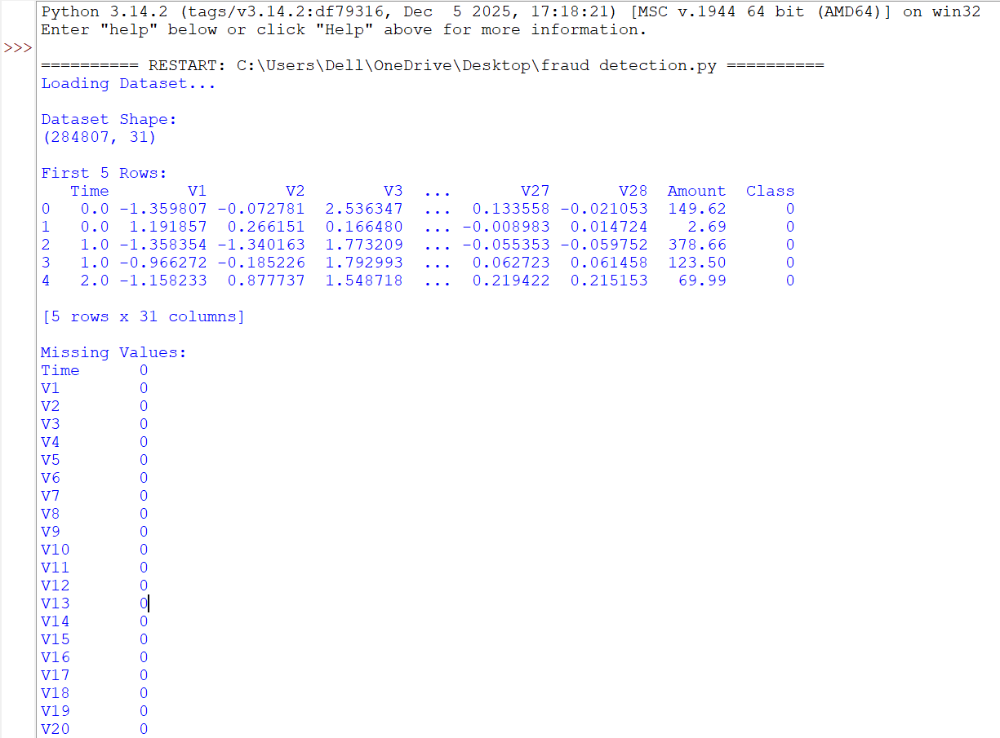 Python 3.14.2 (tags/v3.14.2:df79316, Dec  5 2025, 17:18:21) [MSC v.1944 64 bit (AMD64)] on win32
Enter "help" below or click "Help" above for more information.
>>>
========== RESTART: C:\Users\Dell\OneDrive\Desktop\fraud detection.py ==========
Loading Dataset...

Dataset Shape:
(284807, 31)

First 5 Rows:
   Time        V1        V2        V3  ...       V27       V28  Amount  Class
0   0.0 -1.359807 -0.072781  2.536347  ...  0.133558 -0.021053  149.62      0
1   0.0  1.191857  0.266151  0.166480  ... -0.008983  0.014724    2.69      0
2   1.0 -1.358354 -1.340163  1.773209  ... -0.055353 -0.059752  378.66      0
3   1.0 -0.966272 -0.185226  1.792993  ...  0.062723  0.061458  123.50      0
4   2.0 -1.158233  0.877737  1.548718  ...  0.219422  0.215153   69.99      0

[5 rows x 31 columns]

Missing Values:
Time      0
V1        0
V2        0
V3        0
V4        0
V5        0
V6        0
V7        0
V8        0
V9        0
V10       0
V11       0
V12       0
V13       0
V14       0
V15       0
V16       0
V17       0
V18       0
V19       0
V20       0